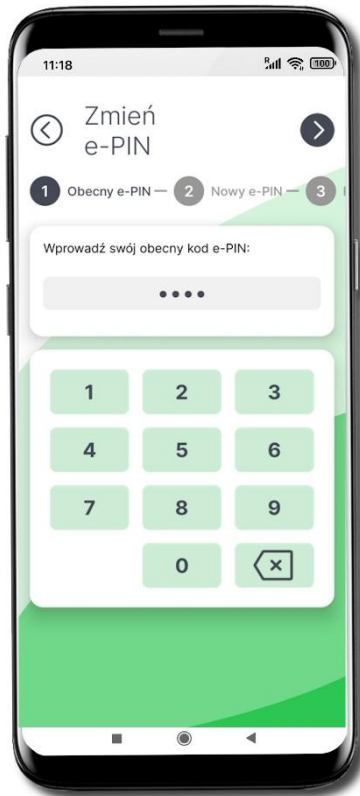 11:18
R
100
Zmień
e-PIN
1 Obecny e-PIN — 2 Nowy e-PIN — 3
Wprowadź swój obecny kod e-PIN:
••••
1 2 3
4 5 6
7 8 9
0